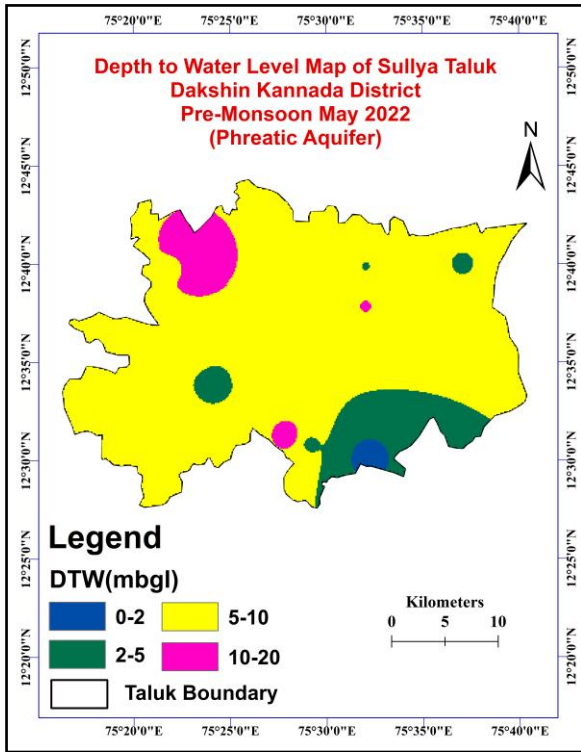 75°20'0"E 75°25'0"E 75°30'0"E 75°35'0"E 75°40'0"E
Depth to Water Level Map of Sullya Taluk
Dakshin Kannada District
Pre-Monsoon May 2022
(Phreatic Aquifer)
N
12°50'0"N 12°50'0"N
12°45'0"N 12°45'0"N
12°40'0"N 12°40'0"N
12°35'0"N 12°35'0"N
12°30'0"N 12°30'0"N
12°25'0"N 12°25'0"N
12°20'0"N 12°20'0"N
Legend
DTW(mbgl)
0-2 5-10
2-5 10-20
Taluk Boundary
Kilometers
0 5 10
75°20'0"E 75°25'0"E 75°30'0"E 75°35'0"E 75°40'0"E